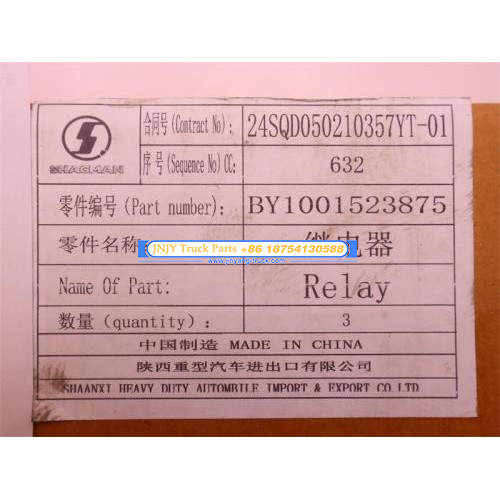 SHACMAN
合同号(Contract No): 24SQD050210357YT-01
序号(Sequence No)CC: 632
零件编号(Part number): BY1001523875
零件名称 继电器
JNJY Truck Parts +86 18754130588
Name Of Part: Relay
数量(quantity): 3
中国制造 MADE IN CHINA
陕西重型汽车进出口有限公司
SHAANXI HEAVY DUTY AUTOMBILE IMPORT & EXPORT CO LTD